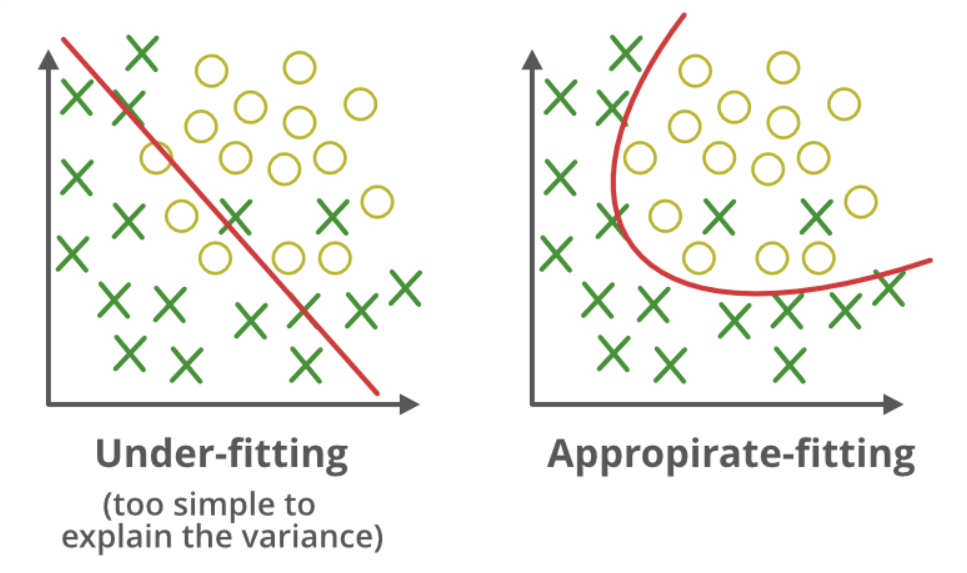 Under-fitting
(too simple to
explain the variance)
Appropirate-fitting